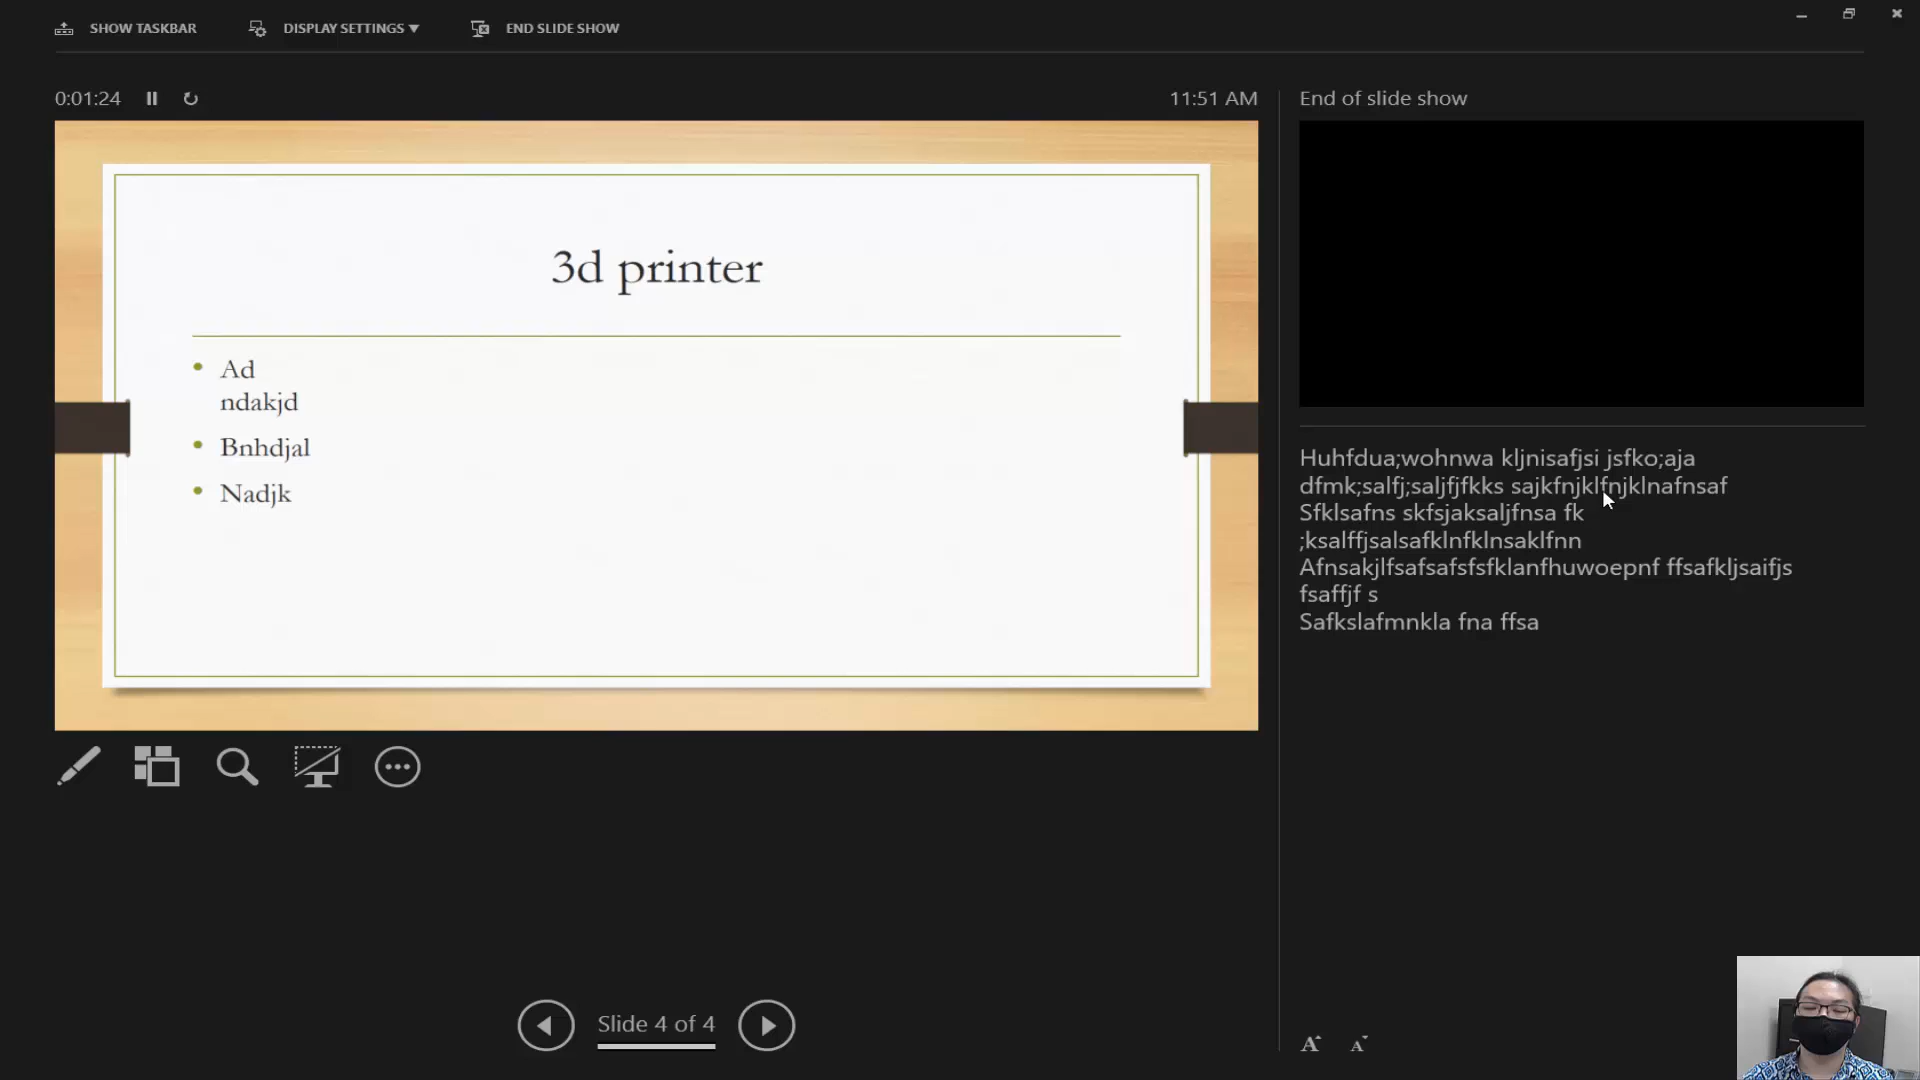 SHOW TASKBAR
DISPLAY SETTINGS
END SLIDE SHOW
0:01:24
11:51 AM
End of slide show
3d printer
Ad
ndakjd
Bnhdjal
Nadjk
Huhfdua;wohnwa kljnisafjsi jsfko;aja
dfmk;salfj;saljfjfkks sajkfnjklfnjklnafnsaf
Sfklsafns skfsjaksaljfnsa fk
;ksalffjsalsafklnfklnsaklfnn
Afnsakjlfsafsafsfsfklanfhuwoepnf ffsafkljsaifjs
fsaffjf s
Safkslafmnkla fna ffsa
Slide 4 of 4
A A